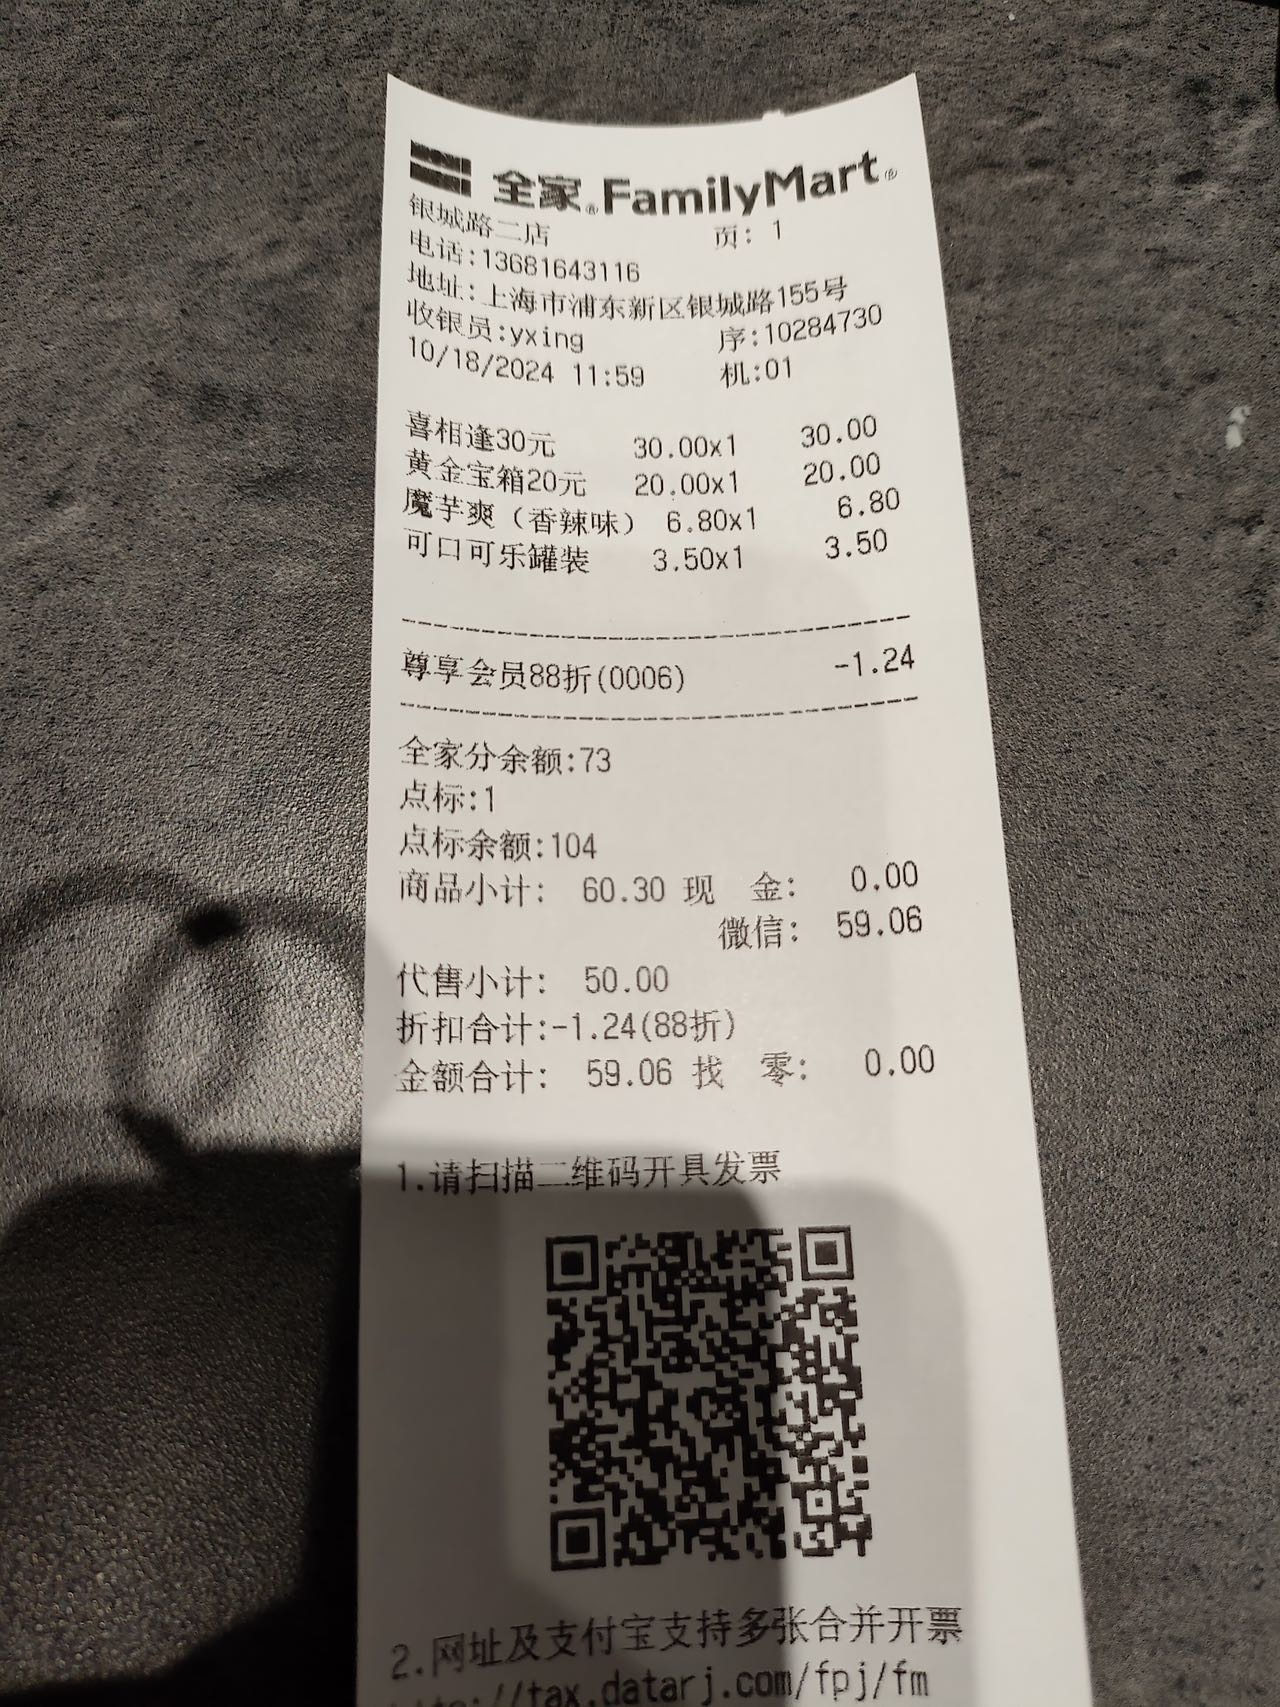 全家®FamilyMart®
银城路二店 页: 1
电话:13681643116
地址:上海市浦东新区银城路155号
收银员:yxing 序:10284730
10/18/2024 11:59 机:01
喜相逢30元 30.00x1 30.00
黄金宝箱20元 20.00x1 20.00
魔芋爽（香辣味） 6.80x1 6.80
可口可乐罐装 3.50x1 3.50
尊享会员88折(0006) -1.24
全家分余额:73
点标:1
点标余额:104
商品小计: 60.30 现 金: 0.00
微信: 59.06
代售小计: 50.00
折扣合计:-1.24(88折)
金额合计: 59.06 找 零: 0.00
1.请扫描二维码开具发票
2.网址及支付宝支持多张合并开票
://tax.datarj.com/fpj/fm